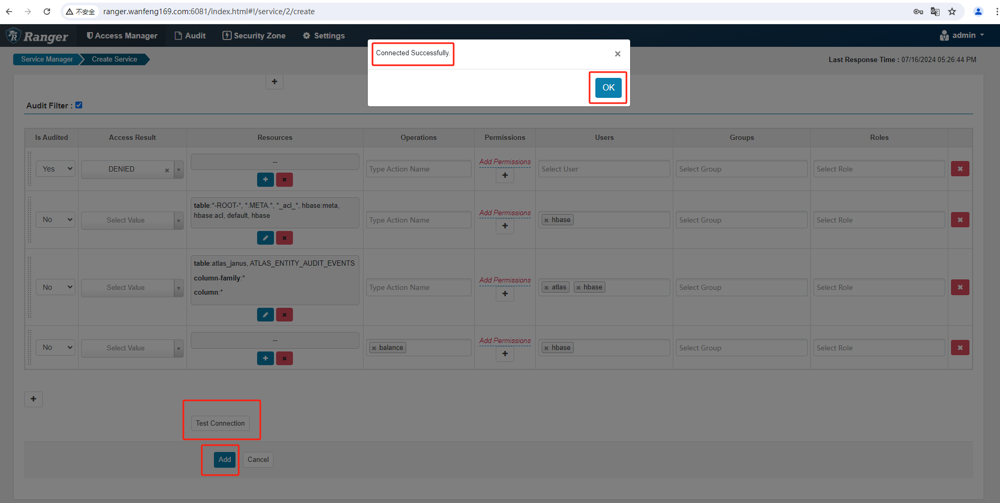 不安全 ranger.wanfeng169.com:6081/index.html#!/service/2/create
Ranger Access Manager Audit Security Zone Settings admin
Connected Successfully.
OK
Service Manager Create Service Last Response Time : 07/16/2024 05:26:44 PM
Audit Filter :
Is Audited Access Result Resources Operations Permissions Users Groups Roles
Yes DENIED -- Type Action Name Add Permissions Select User Select Group Select Role
No Select Value table:*-ROOT-*, *.META.*, *_acl_*, hbase:meta,
hbase:acl, default, hbase Type Action Name Add Permissions hbase Select Group Select Role
No Select Value table:atlas_janus, ATLAS_ENTITY_AUDIT_EVENTS
column-family:*
column:* Type Action Name Add Permissions atlas hbase Select Group Select Role
No Select Value -- balance Add Permissions hbase Select Group Select Role
Test Connection
Add Cancel